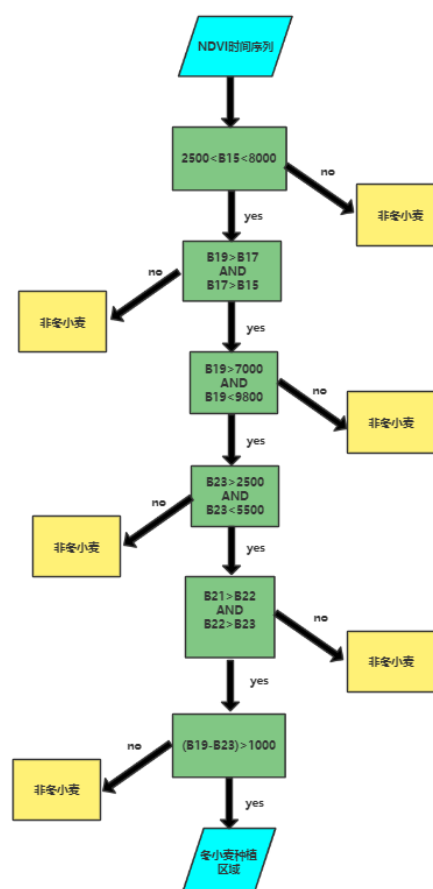 NDVI时间序列
2500<B15<8000
no
非冬小麦
yes
B19>B17
AND
B17>B15
no
非冬小麦
yes
B19>7000
AND
B19<9800
no
非冬小麦
yes
B23>2500
AND
B23<5500
no
非冬小麦
yes
B21>B22
AND
B22>B23
no
非冬小麦
yes
(B19-B23)>1000
no
非冬小麦
yes
冬小麦种植
区域